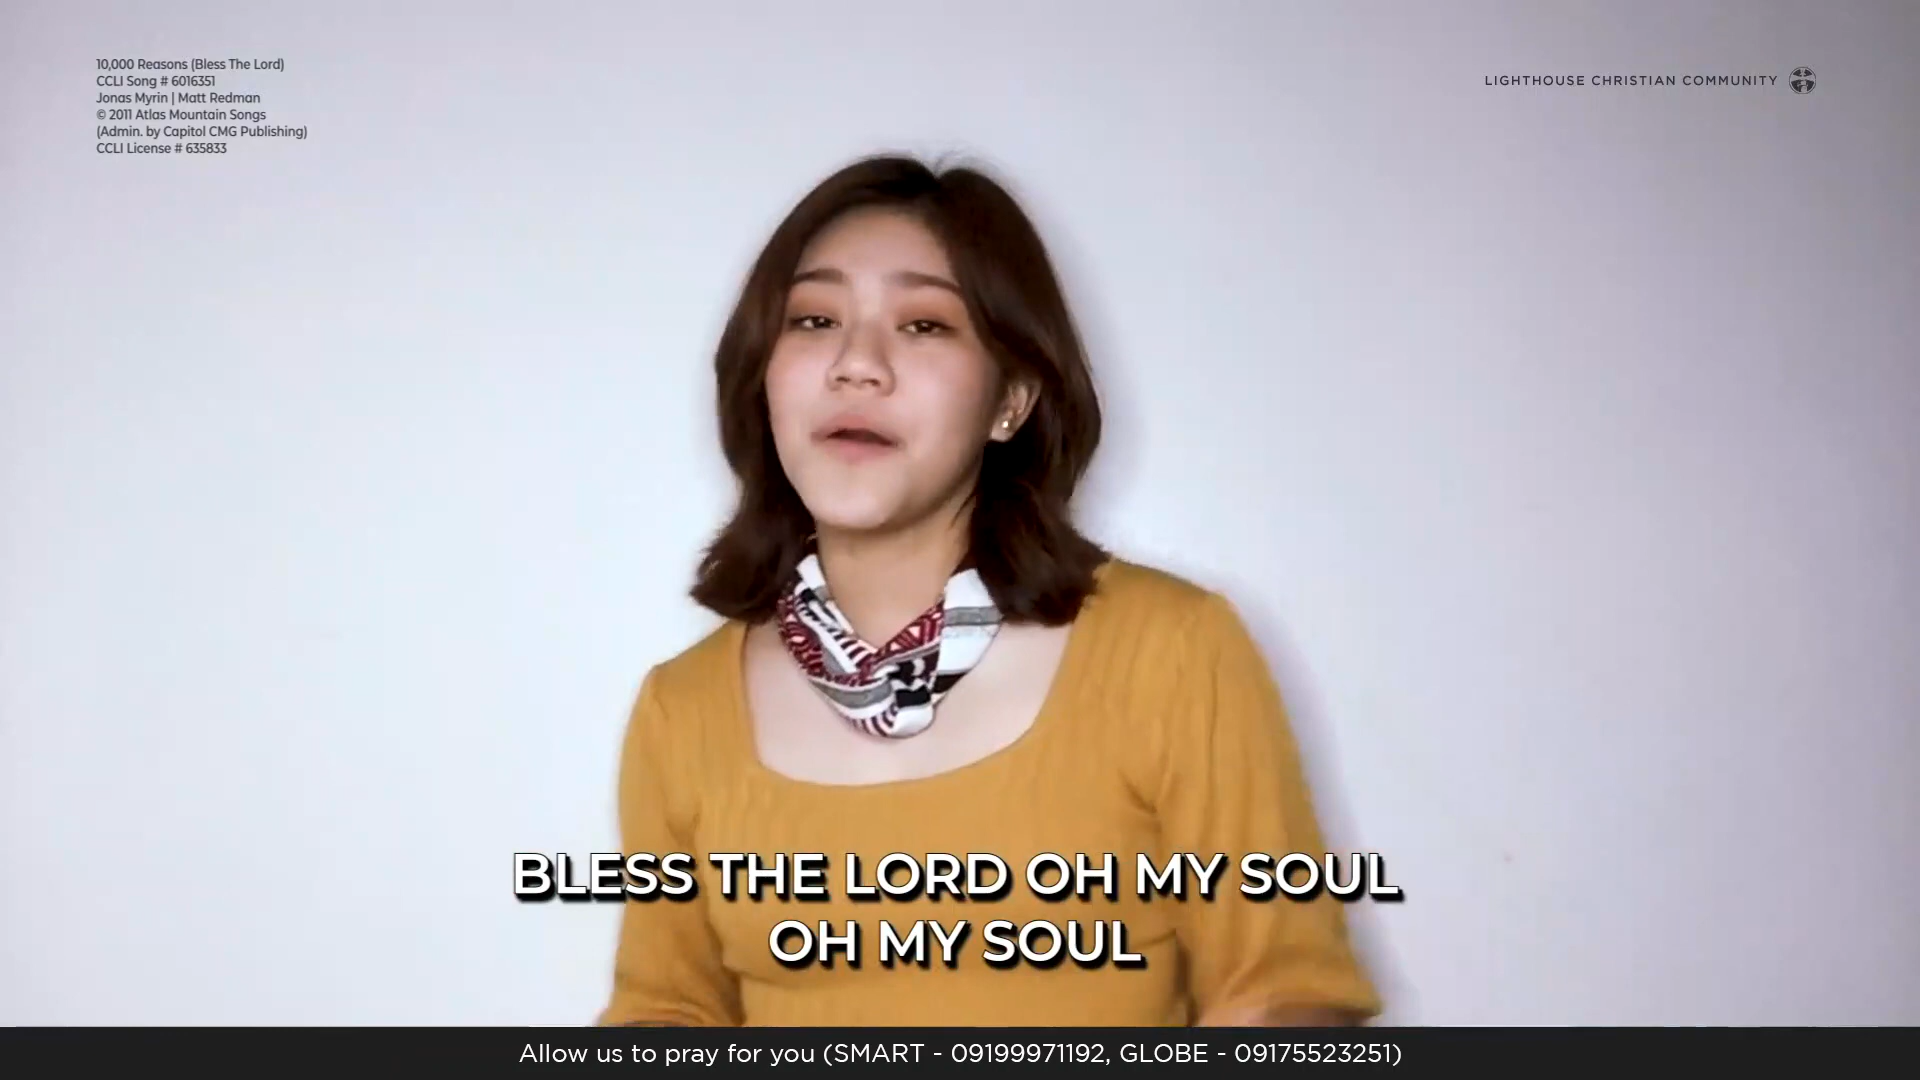 10,000 Reasons (Bless The Lord)
CCLI Song # 6016351
Jonas Myrin | Matt Redman
© 2011 Atlas Mountain Songs
(Admin. by Capitol CMG Publishing)
CCLI License # 635833
LIGHTHOUSE CHRISTIAN COMMUNITY
BLESS THE LORD OH MY SOUL
OH MY SOUL
Allow us to pray for you (SMART - 09199971192, GLOBE - 09175523251)